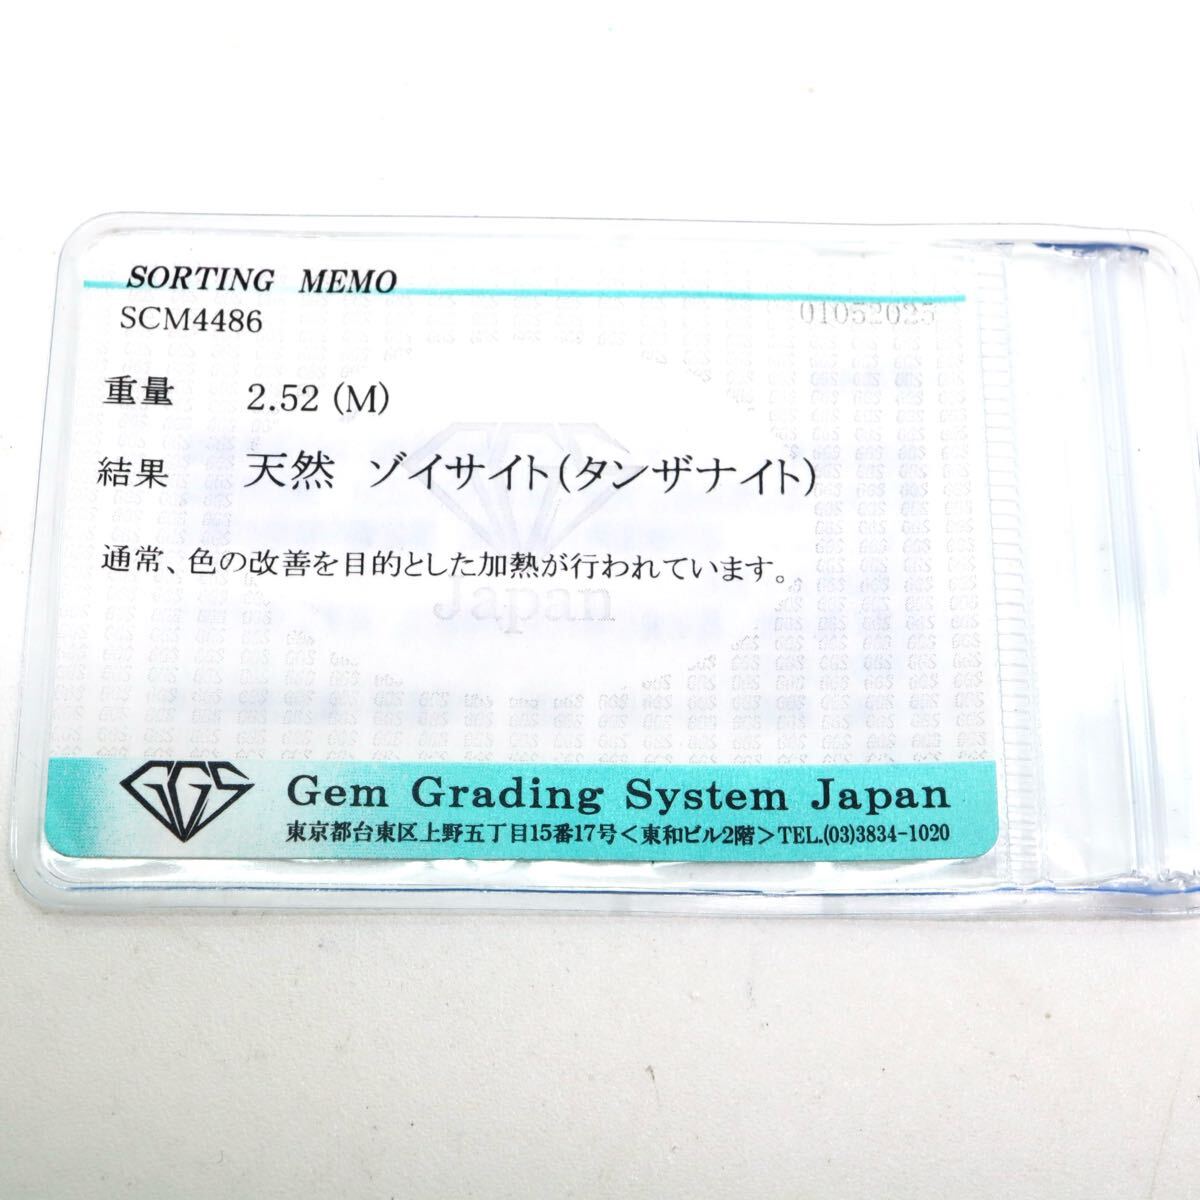 SORTING MEMO
SCM4486
01052025
重量 2.52 (M)
結果 天然 ゾイサイト(タンザナイト)
通常、色の改善を目的とした加熱が行われています。
Japan
GGS
Gem Grading System Japan
東京都台東区上野五丁目15番17号<東和ビル2階>TEL.(03)3834-1020